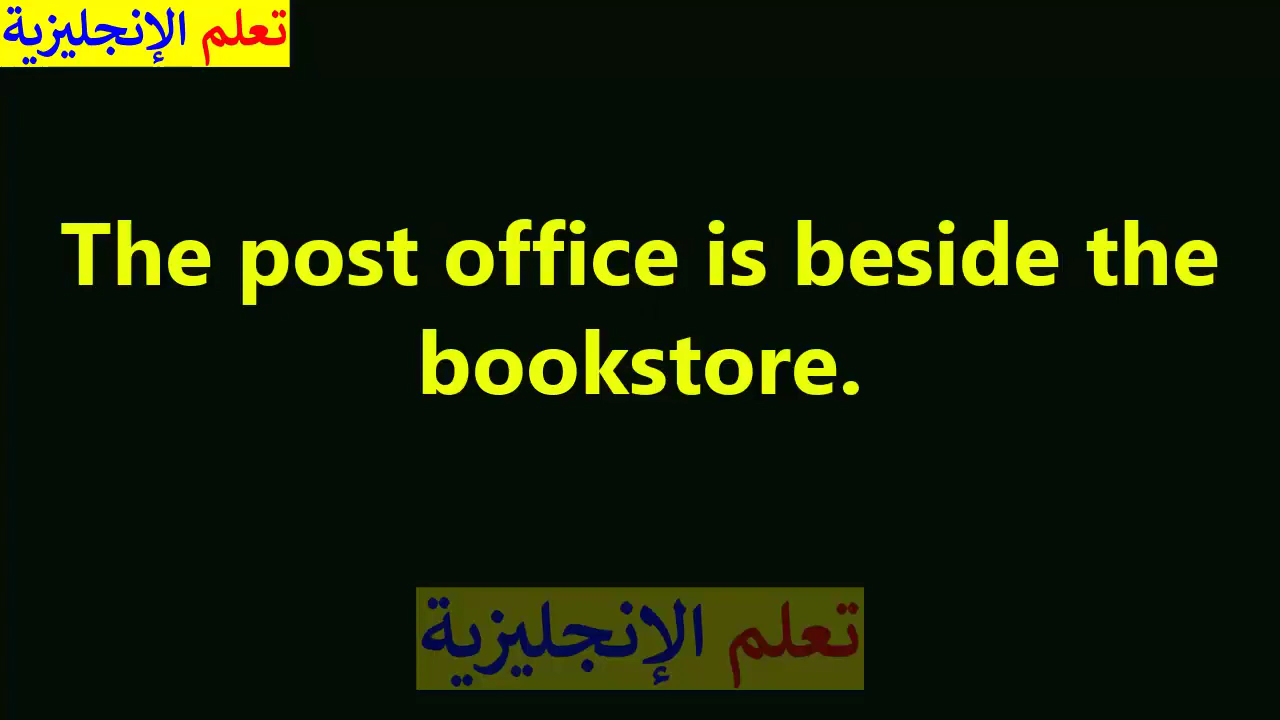 تعلم الإنجليزية
The post office is beside the
bookstore.
تعلم الإنجليزية